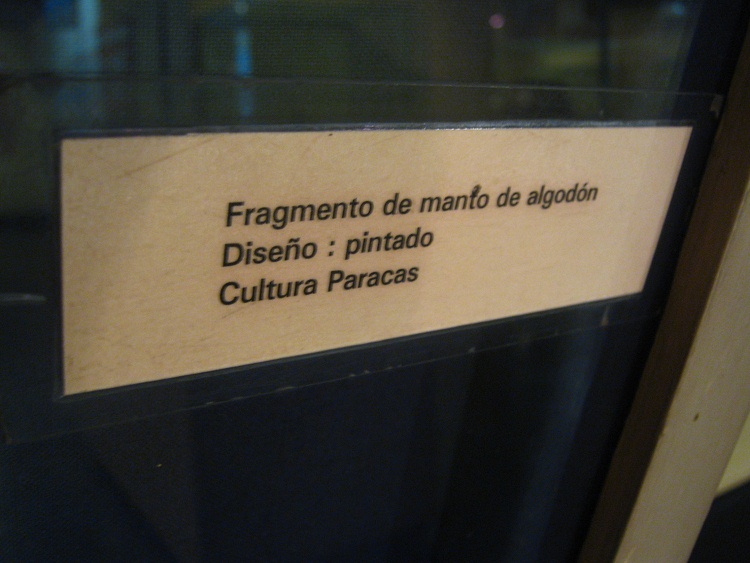 Fragmento de manto de algodón
Diseño : pintado
Cultura Paracas